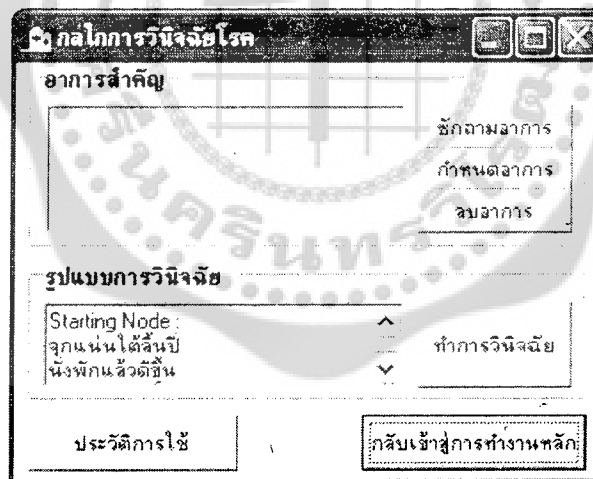 กลไกการวินิจฉัยโรค
อาการสำคัญ
ซักถามอาการ
กำหนดอาการ
ลบอาการ
รูปแบบการวินิจฉัย
Starting Node :
จุกแน่นใต้ลิ้นปี่
นั่งพักแล้วดีขึ้น
ทำการวินิจฉัย
ประวัติการใช้
กลับเข้าสู่การทำงานหลัก